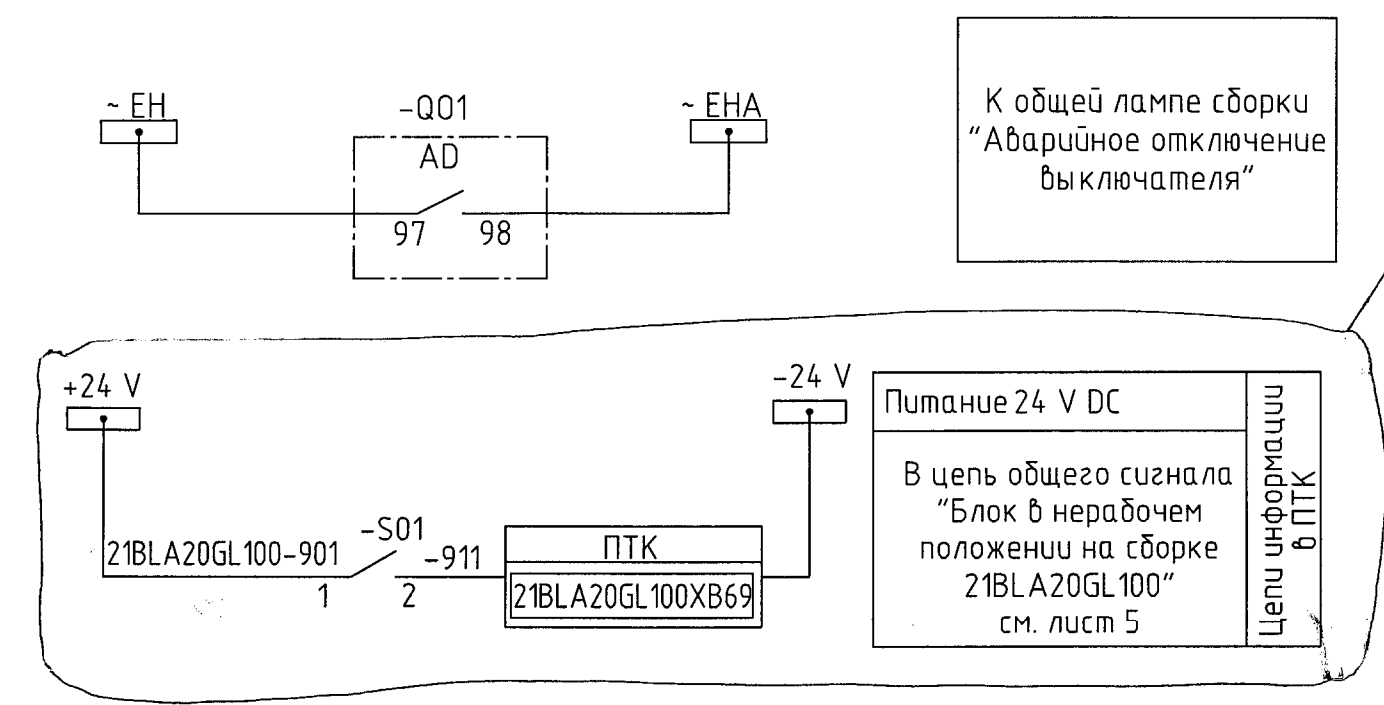 ~ EH
-Q01
~ EHA
AD
97
98
К общей лампе сборки
"Аварийное отключение
выключателя"
+24 V
-24 V
21BLA20GL100-901
-S01
-911
1
2
ПТК
21BLA20GL100XB69
Питание 24 V DC
В цепь общего сигнала
"Блок в нерабочем
положении на сборке
21BLA20GL100"
см. лист 5
Цепи информации
в ПТК